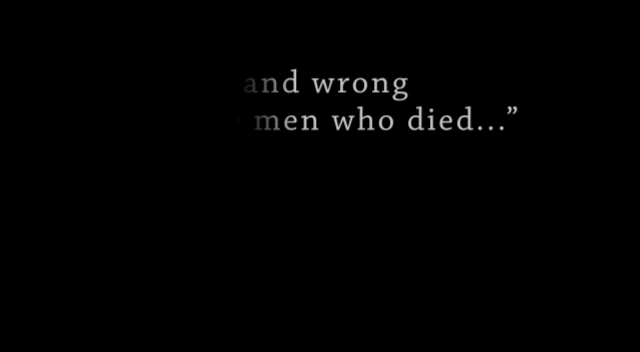 and wrong
men who died...”